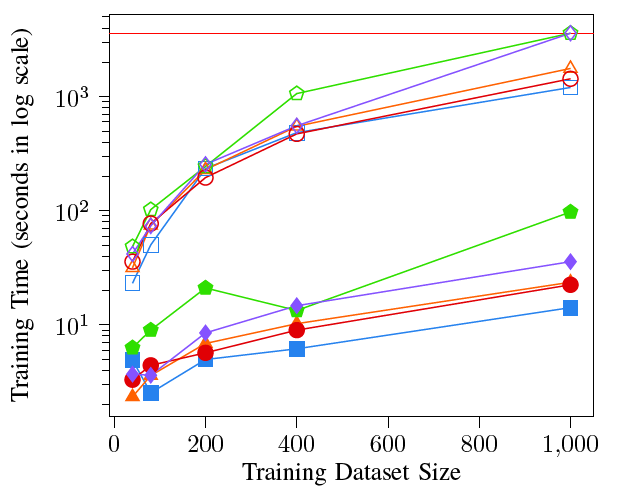 Training Time (seconds in log scale)
10³
10²
10¹
0 200 400 600 800 1,000
Training Dataset Size